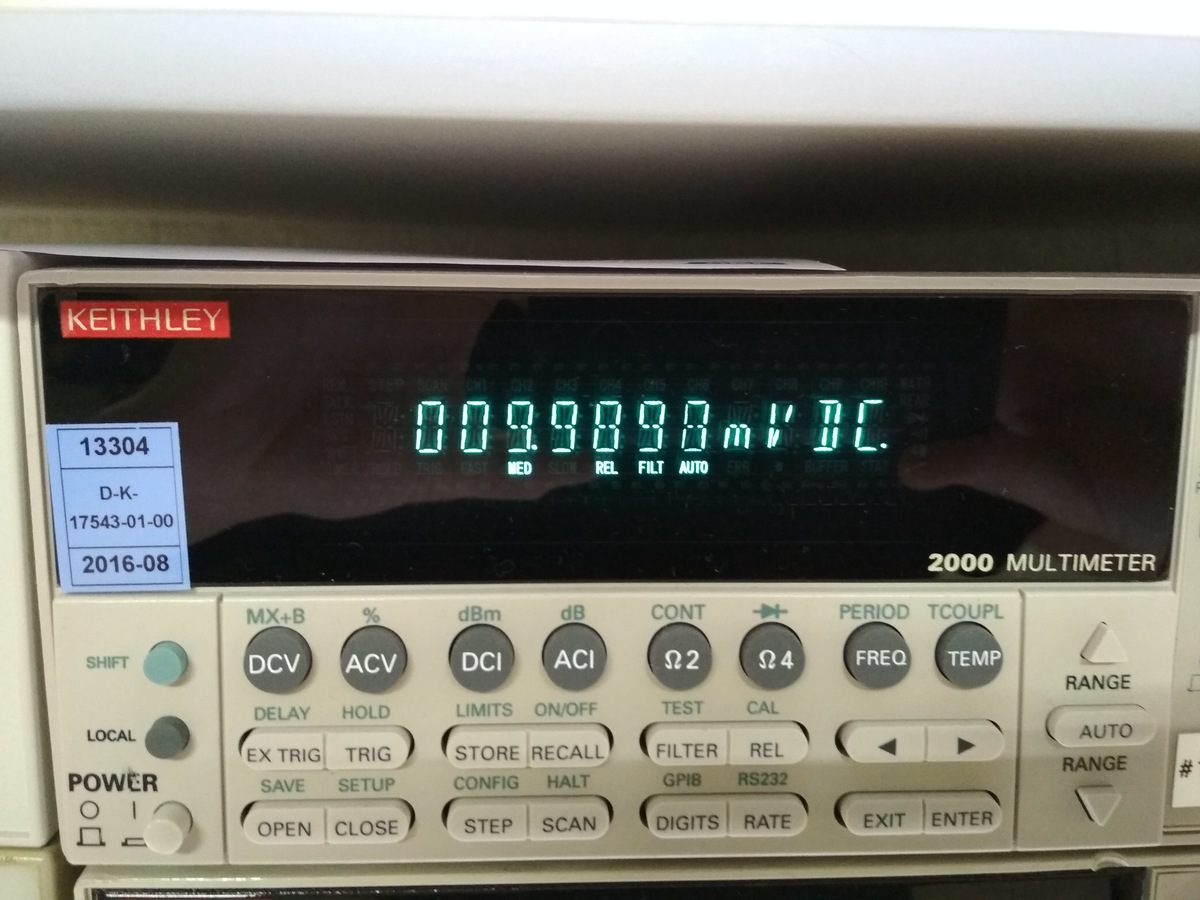 KEITHLEY
009.9898 mV DC
MED REL FILT AUTO
13304
D-K-
17543-01-00
2016-08
2000 MULTIMETER
MX+B % dBm dB CONT PERIOD TCOUPL
SHIFT DCV ACV DCI ACI Ω2 Ω4 FREQ TEMP
RANGE
DELAY HOLD LIMITS ON/OFF TEST CAL
LOCAL EX TRIG TRIG STORE RECALL FILTER REL ◀ ▶ AUTO
RANGE
POWER SAVE SETUP CONFIG HALT GPIB RS232
OPEN CLOSE STEP SCAN DIGITS RATE EXIT ENTER